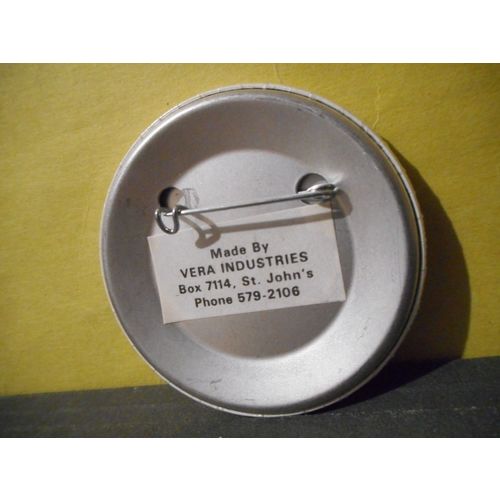 Made By
VERA INDUSTRIES
Box 7114, St. John's
Phone 579-2106